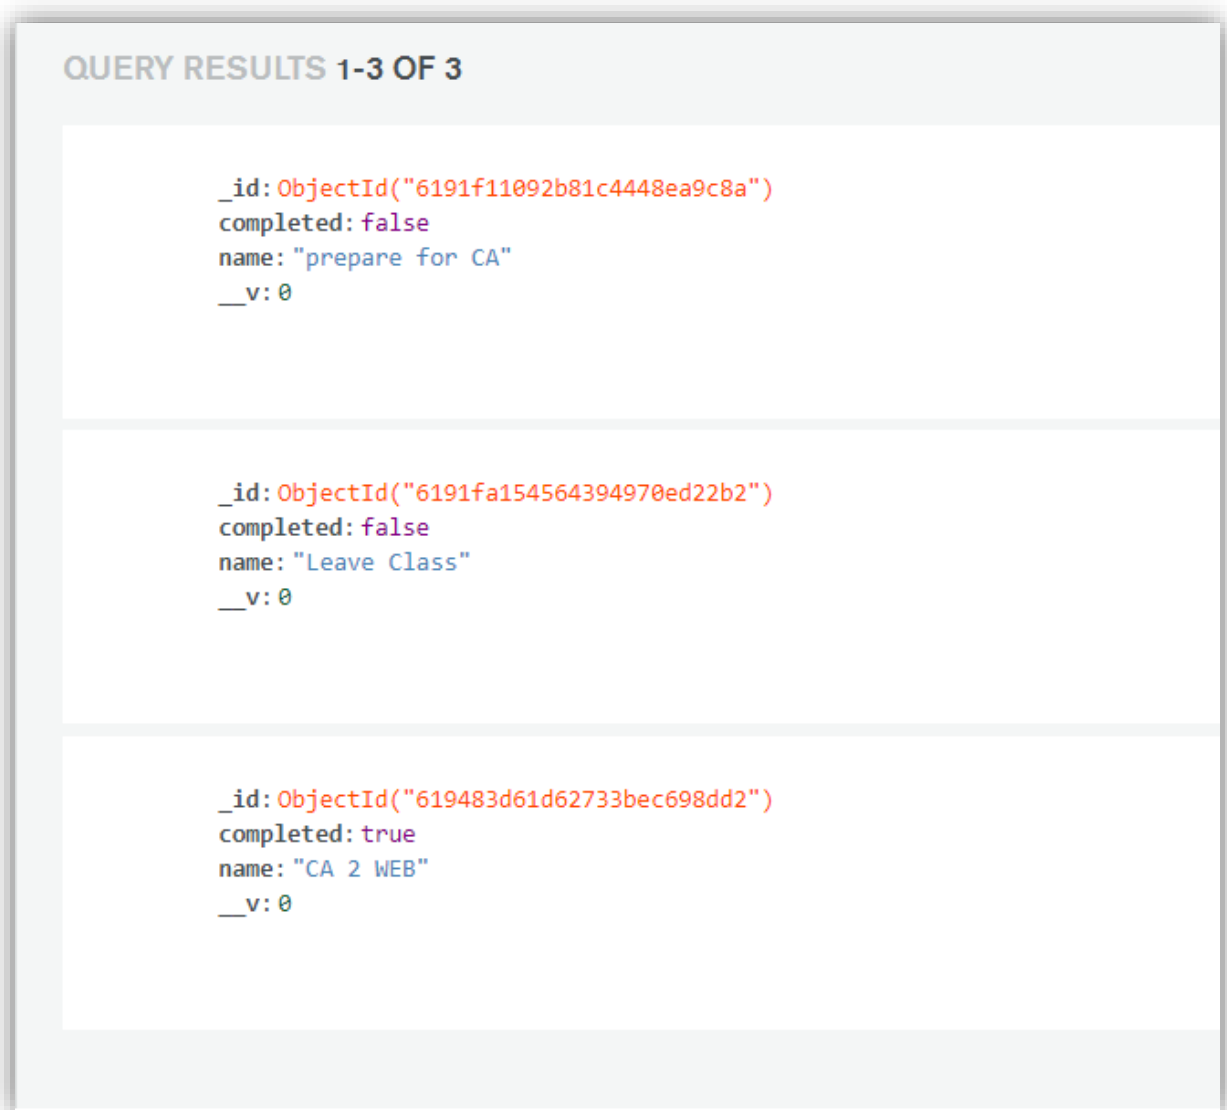 QUERY RESULTS 1-3 OF 3
_id: ObjectId("6191f11092b81c4448ea9c8a")
completed: false
name: "prepare for CA"
__v: 0
_id: ObjectId("6191fa154564394970ed22b2")
completed: false
name: "Leave Class"
__v: 0
_id: ObjectId("619483d61d62733bec698dd2")
completed: true
name: "CA 2 WEB"
__v: 0